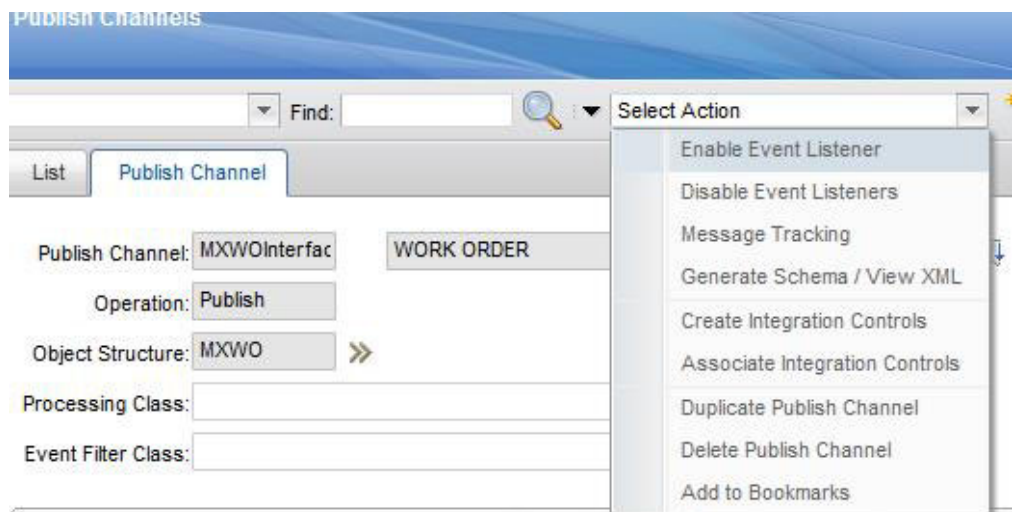 Publish Channels
Find:
Select Action
List
Publish Channel
Publish Channel: MXWOInterfac WORK ORDER
Operation: Publish
Object Structure: MXWO
Processing Class:
Event Filter Class:
Enable Event Listener
Disable Event Listeners
Message Tracking
Generate Schema / View XML
Create Integration Controls
Associate Integration Controls
Duplicate Publish Channel
Delete Publish Channel
Add to Bookmarks